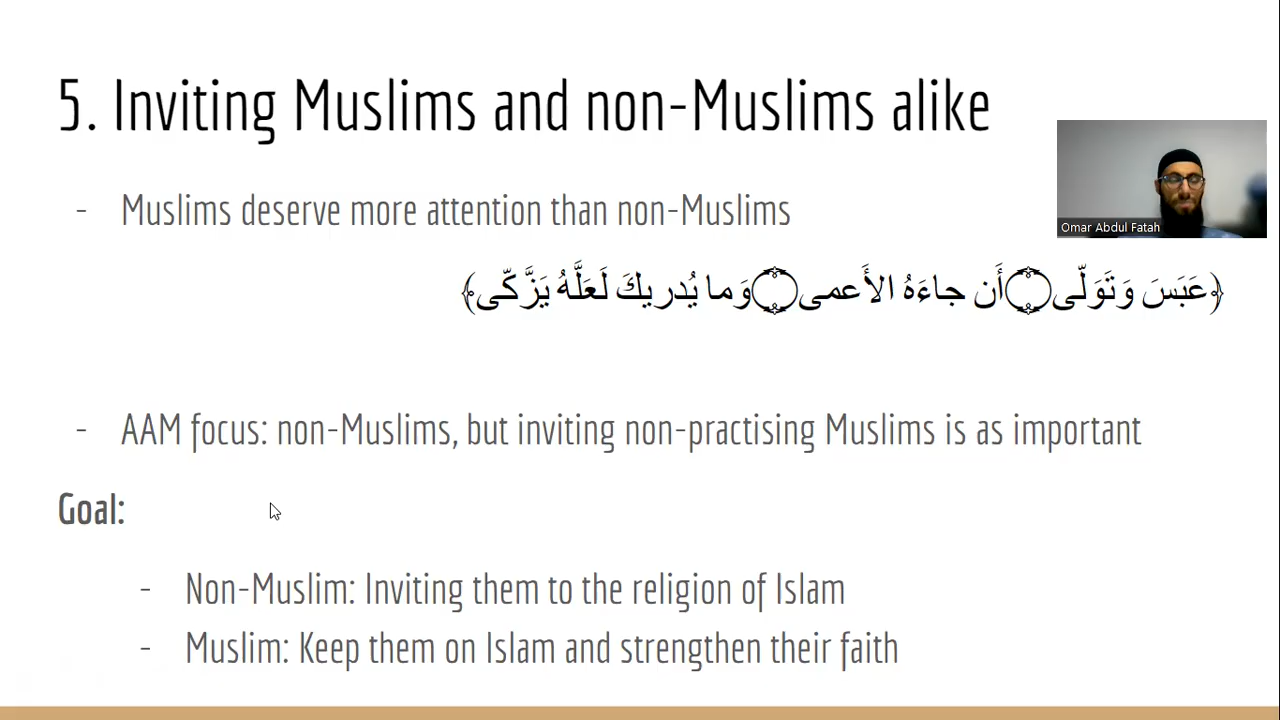 5. Inviting Muslims and non-Muslims alike
- Muslims deserve more attention than non-Muslims
Omar Abdul Fatah
﴿عَبَسَ وَتَوَلّى۝أَن جاءَهُ الأَعمى۝وَما يُدريكَ لَعَلَّهُ يَزَّكّى﴾
- AAM focus: non-Muslims, but inviting non-practising Muslims is as important
Goal:
- Non-Muslim: Inviting them to the religion of Islam
- Muslim: Keep them on Islam and strengthen their faith